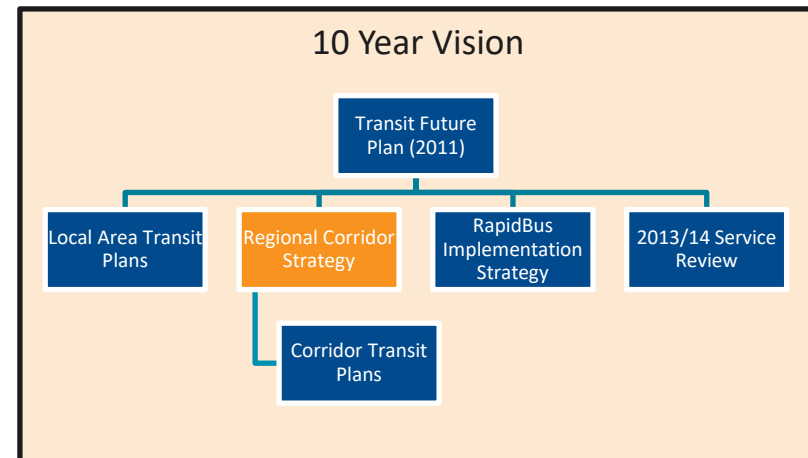 10 Year Vision
Transit Future
Plan (2011)
Local Area Transit
Plans
Regional Corridor
Strategy
RapidBus
Implementation
Strategy
2013/14 Service
Review
Corridor Transit
Plans